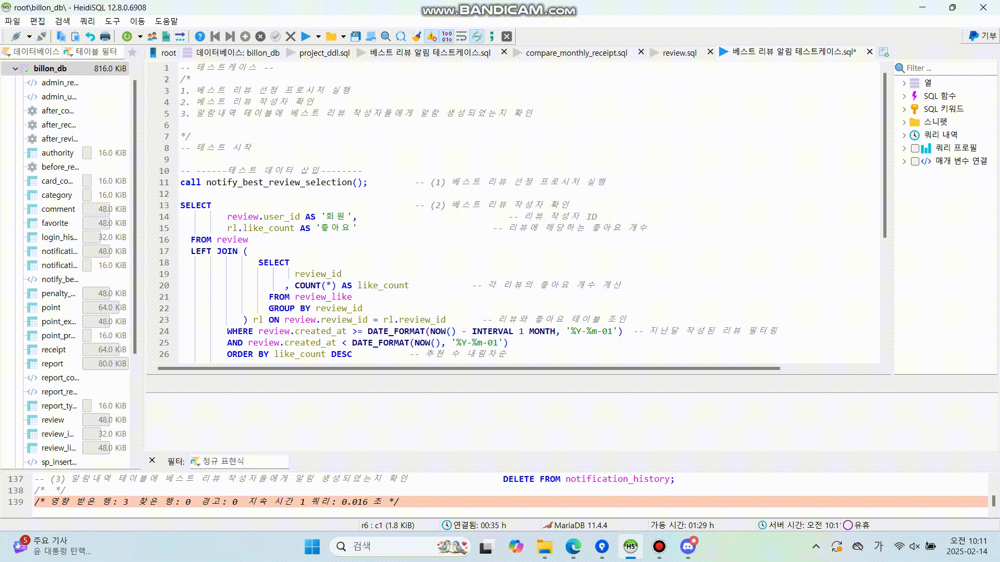 root\billon_db\ - HeidiSQL 12.8.0.6908
www.BANDICAM.com
파일 편집 검색 쿼리 도구 이동 도움말
기부
데이터베이스 테이블 필터
root 데이터베이스: billon_db project_ddl.sql 베스트 리뷰 알림 테스트케이스.sql compare_monthly_receipt.sql review.sql 베스트 리뷰 알림 테스트케이스.sql*
billon_db 816.0 KiB
admin_re...
admin_u...
after_co...
after_rec...
after_revi...
authority 16.0 KiB
before_re...
card_co... 16.0 KiB
category 16.0 KiB
comment 48.0 KiB
favorite 48.0 KiB
login_his... 32.0 KiB
notificati... 48.0 KiB
notificati... 16.0 KiB
notify_be...
penalty_... 48.0 KiB
point 64.0 KiB
point_ex... 48.0 KiB
point_pr... 16.0 KiB
receipt 64.0 KiB
report 80.0 KiB
report_co...
report_re...
report_ty... 16.0 KiB
review 48.0 KiB
review_i... 32.0 KiB
review_li... 48.0 KiB
sp_insert...
1 -- 테스트케이스 --
2 /*
3 1. 베스트 리뷰 선정 프로시저 실행
4 2. 베스트 리뷰 작성자 확인
5 3. 알람내역 테이블에 베스트 리뷰 작성자들에게 알람 생성되었는지 확인
6
7 */
8 -- 테스트 시작
9
10 -- ------테스트 데이터 삽입--------
11 call notify_best_review_selection(); -- (1) 베스트 리뷰 선정 프로시저 실행
12
13 SELECT -- (2) 베스트 리뷰 작성자 확인
14 review.user_id AS '회원', -- 리뷰 작성자 ID
15 rl.like_count AS '좋아요' -- 리뷰에 해당하는 좋아요 개수
16 FROM review
17 LEFT JOIN (
18 SELECT
19 review_id
20 , COUNT(*) AS like_count -- 각 리뷰의 좋아요 개수 계산
21 FROM review_like
22 GROUP BY review_id
23 ) rl ON review.review_id = rl.review_id -- 리뷰와 좋아요 테이블 조인
24 WHERE review.created_at >= DATE_FORMAT(NOW() - INTERVAL 1 MONTH, '%Y-%m-01') -- 지난달 작성된 리뷰 필터링
25 AND review.created_at < DATE_FORMAT(NOW(), '%Y-%m-01')
26 ORDER BY like_count DESC -- 추천 수 내림차순
Filter ...
열
SQL 함수
SQL 키워드
스니펫
쿼리 내역
쿼리 프로필
매개 변수 연결
필터: 정규 표현식
137 -- (3) 알람내역 테이블에 베스트 리뷰 작성자들에게 알람 생성되었는지 확인 DELETE FROM notification_history;
138 /* */
139 /* 영향 받은 행: 3 찾은 행: 0 경고: 0 지속 시간 1 쿼리: 0.016 초 */
r6 : c1 (1.8 KiB) 연결됨: 00:35 h MariaDB 11.4.4 가동 시간: 01:29 h 서버 시간: 오전 10:11 유휴
5 주요 기사
윤 대통령 탄핵...
검색
HS
가
오전 10:11
2025-02-14